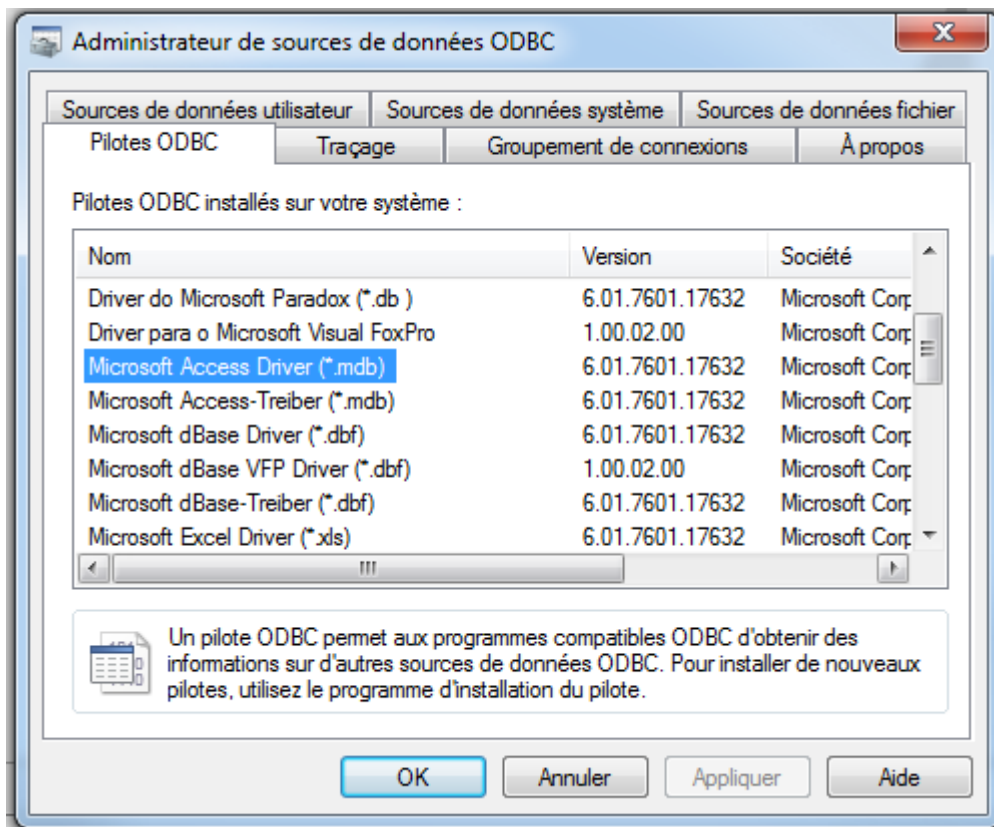 Administrateur de sources de données ODBC
Sources de données utilisateur Sources de données système Sources de données fichier
Pilotes ODBC Traçage Groupement de connexions À propos
Pilotes ODBC installés sur votre système :
Nom Version Société
Driver do Microsoft Paradox (*.db ) 6.01.7601.17632 Microsoft Corp
Driver para o Microsoft Visual FoxPro 1.00.02.00 Microsoft Corp
Microsoft Access Driver (*.mdb) 6.01.7601.17632 Microsoft Corp
Microsoft Access-Treiber (*.mdb) 6.01.7601.17632 Microsoft Corp
Microsoft dBase Driver (*.dbf) 6.01.7601.17632 Microsoft Corp
Microsoft dBase VFP Driver (*.dbf) 1.00.02.00 Microsoft Corp
Microsoft dBase-Treiber (*.dbf) 6.01.7601.17632 Microsoft Corp
Microsoft Excel Driver (*.xls) 6.01.7601.17632 Microsoft Corp
Un pilote ODBC permet aux programmes compatibles ODBC d'obtenir des
informations sur d'autres sources de données ODBC. Pour installer de nouveaux
pilotes, utilisez le programme d'installation du pilote.
OK Annuler Appliquer Aide